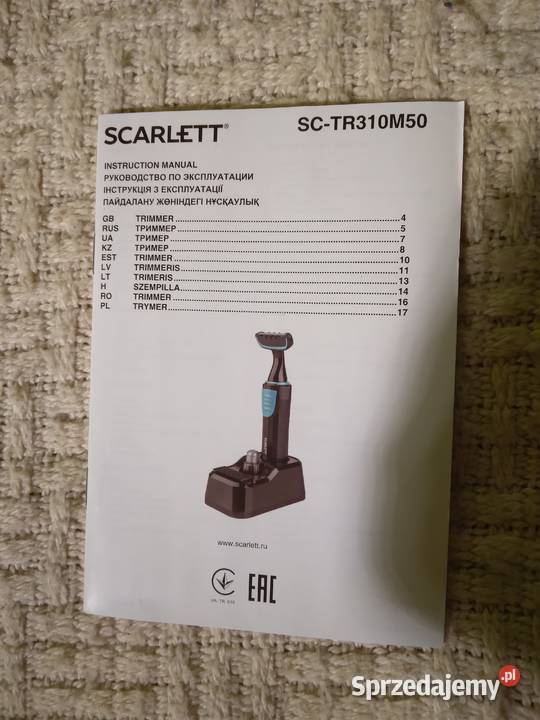 SCARLETT®
SC-TR310M50
INSTRUCTION MANUAL
РУКОВОДСТВО ПО ЭКСПЛУАТАЦИИ
ІНСТРУКЦІЯ З ЕКСПЛУАТАЦІЇ
ПАЙДАЛАНУ ЖӨНІНДЕГІ НҰСҚАУЛЫҚ
GB TRIMMER ........ 4
RUS ТРИММЕР ........ 5
UA ТРИМЕР ........ 7
KZ ТРИМЕР ........ 8
EST TRIMMER ........ 10
LV TRIMMERIS ........ 11
LT TRIMERIS ........ 13
H SZEMPILLA ........ 14
RO TRIMMER ........ 16
PL TRYMER ........ 17
www.scarlett.ru
UA. TR.
EAC
Sprzedajemy.pl